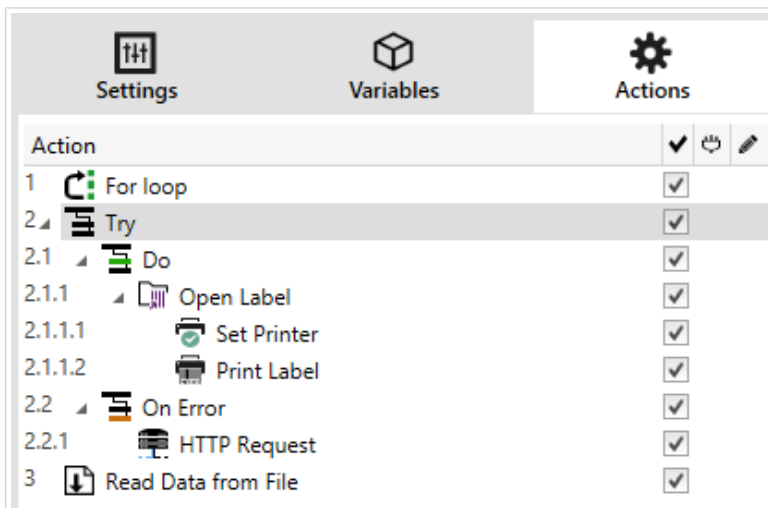 Settings Variables Actions
Action
1 For loop
2 Try
2.1 Do
2.1.1 Open Label
2.1.1.1 Set Printer
2.1.1.2 Print Label
2.2 On Error
2.2.1 HTTP Request
3 Read Data from File